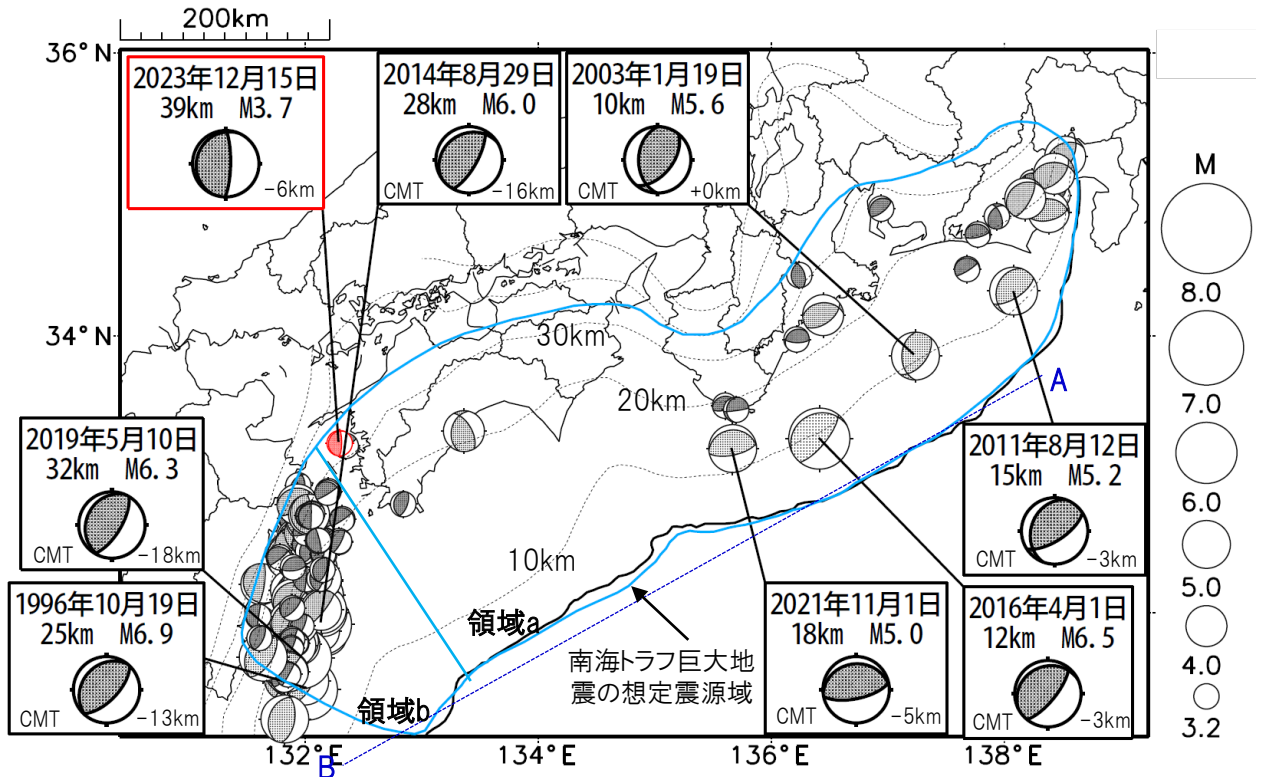 200km
36°N
34°N
132°E
134°E
136°E
138°E
2023年12月15日
39km M3.7
-6km
2014年8月29日
28km M6.0
CMT
-16km
2003年1月19日
10km M5.6
CMT
+0km
2019年5月10日
32km M6.3
CMT
-18km
1996年10月19日
25km M6.9
CMT
-13km
2011年8月12日
15km M5.2
CMT
-3km
2021年11月1日
18km M5.0
CMT
-5km
2016年4月1日
12km M6.5
CMT
-3km
30km
20km
10km
領域a
領域b
南海トラフ巨大地
震の想定震源域
A
B
M
8.0
7.0
6.0
5.0
4.0
3.2